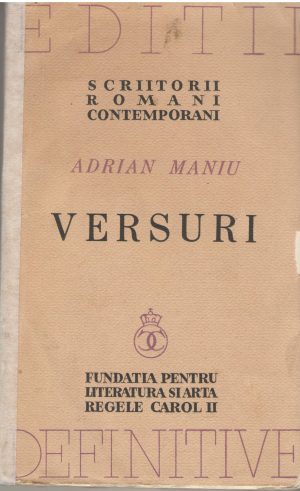 EDITII
SCRIITORII
ROMANI
CONTEMPORANI
ADRIAN MANIU
VERSURI
FUNDATIA PENTRU
LITERATURA SI ARTA
REGELE CAROL II
DEFINITIVE